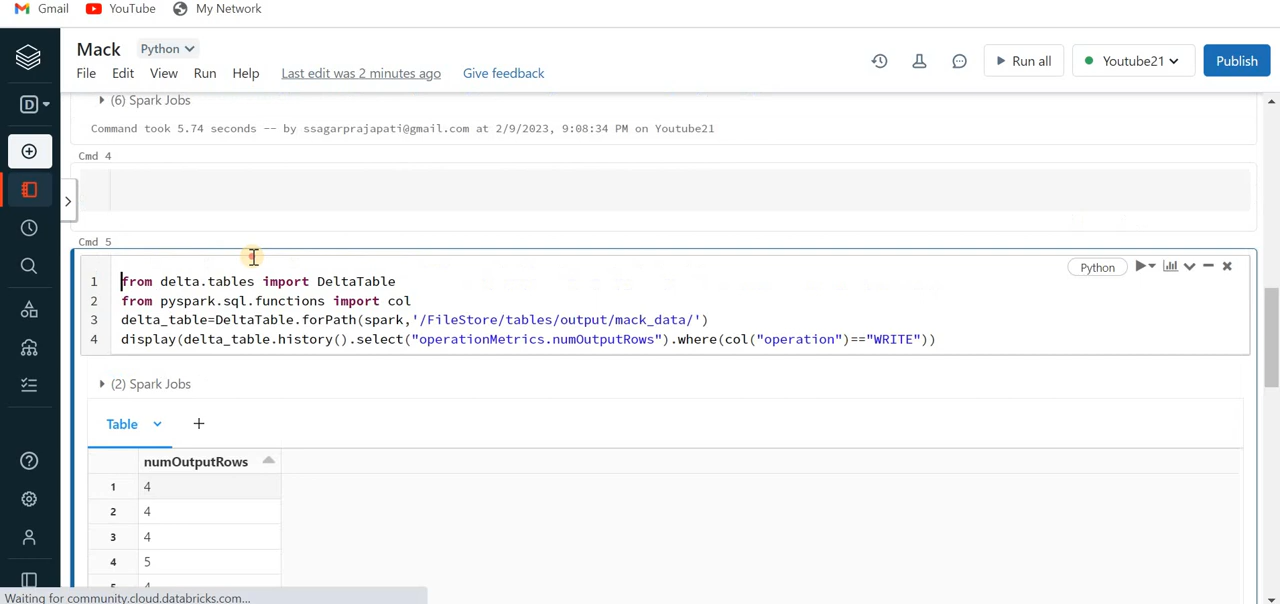 Gmail YouTube My Network
Mack Python
File Edit View Run Help Last edit was 2 minutes ago Give feedback
Run all Youtube21 Publish
D
(6) Spark Jobs
Command took 5.74 seconds -- by ssagarprajapati@gmail.com at 2/9/2023, 9:08:34 PM on Youtube21
Cmd 4
Cmd 5
Python
1 from delta.tables import DeltaTable
2 from pyspark.sql.functions import col
3 delta_table=DeltaTable.forPath(spark,'/FileStore/tables/output/mack_data/')
4 display(delta_table.history().select("operationMetrics.numOutputRows").where(col("operation")=="WRITE"))
(2) Spark Jobs
Table +
numOutputRows
1 4
2 4
3 4
4 5
5 4
Waiting for community.cloud.databricks.com...